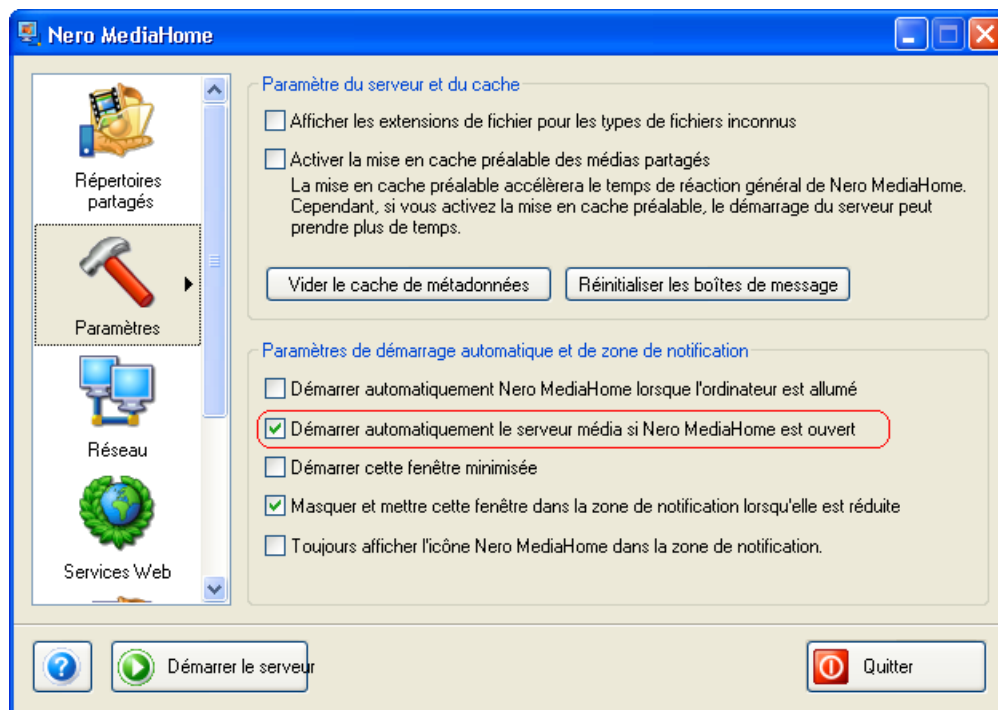 Nero MediaHome
Répertoires
partagés
Paramètres
Réseau
Services Web
Paramètre du serveur et du cache
Afficher les extensions de fichier pour les types de fichiers inconnus
Activer la mise en cache préalable des médias partagés
La mise en cache préalable accélèrera le temps de réaction général de Nero MediaHome.
Cependant, si vous activez la mise en cache préalable, le démarrage du serveur peut
prendre plus de temps.
Vider le cache de métadonnées
Réinitialiser les boîtes de message
Paramètres de démarrage automatique et de zone de notification
Démarrer automatiquement Nero MediaHome lorsque l'ordinateur est allumé
Démarrer automatiquement le serveur média si Nero MediaHome est ouvert
Démarrer cette fenêtre minimisée
Masquer et mettre cette fenêtre dans la zone de notification lorsqu'elle est réduite
Toujours afficher l'icône Nero MediaHome dans la zone de notification.
Démarrer le serveur
Quitter